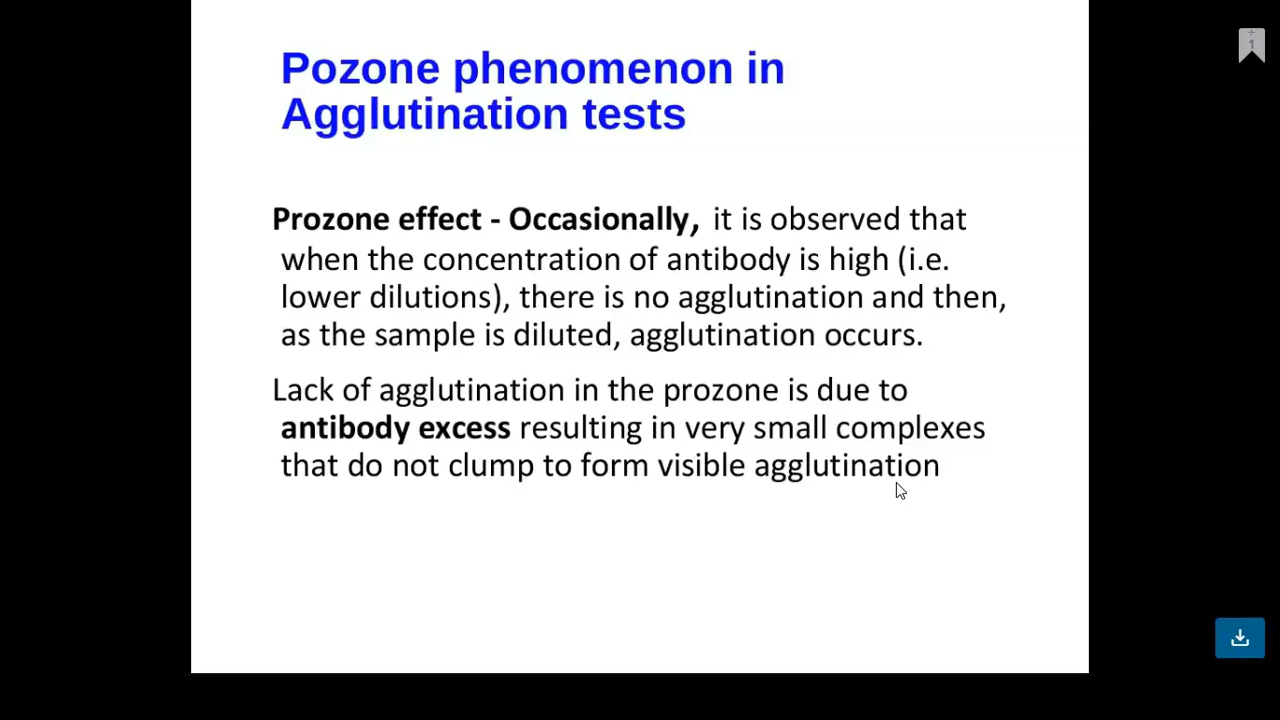 Pozone phenomenon in
Agglutination tests
Prozone effect - Occasionally, it is observed that
when the concentration of antibody is high (i.e.
lower dilutions), there is no agglutination and then,
as the sample is diluted, agglutination occurs.
Lack of agglutination in the prozone is due to
antibody excess resulting in very small complexes
that do not clump to form visible agglutination
1